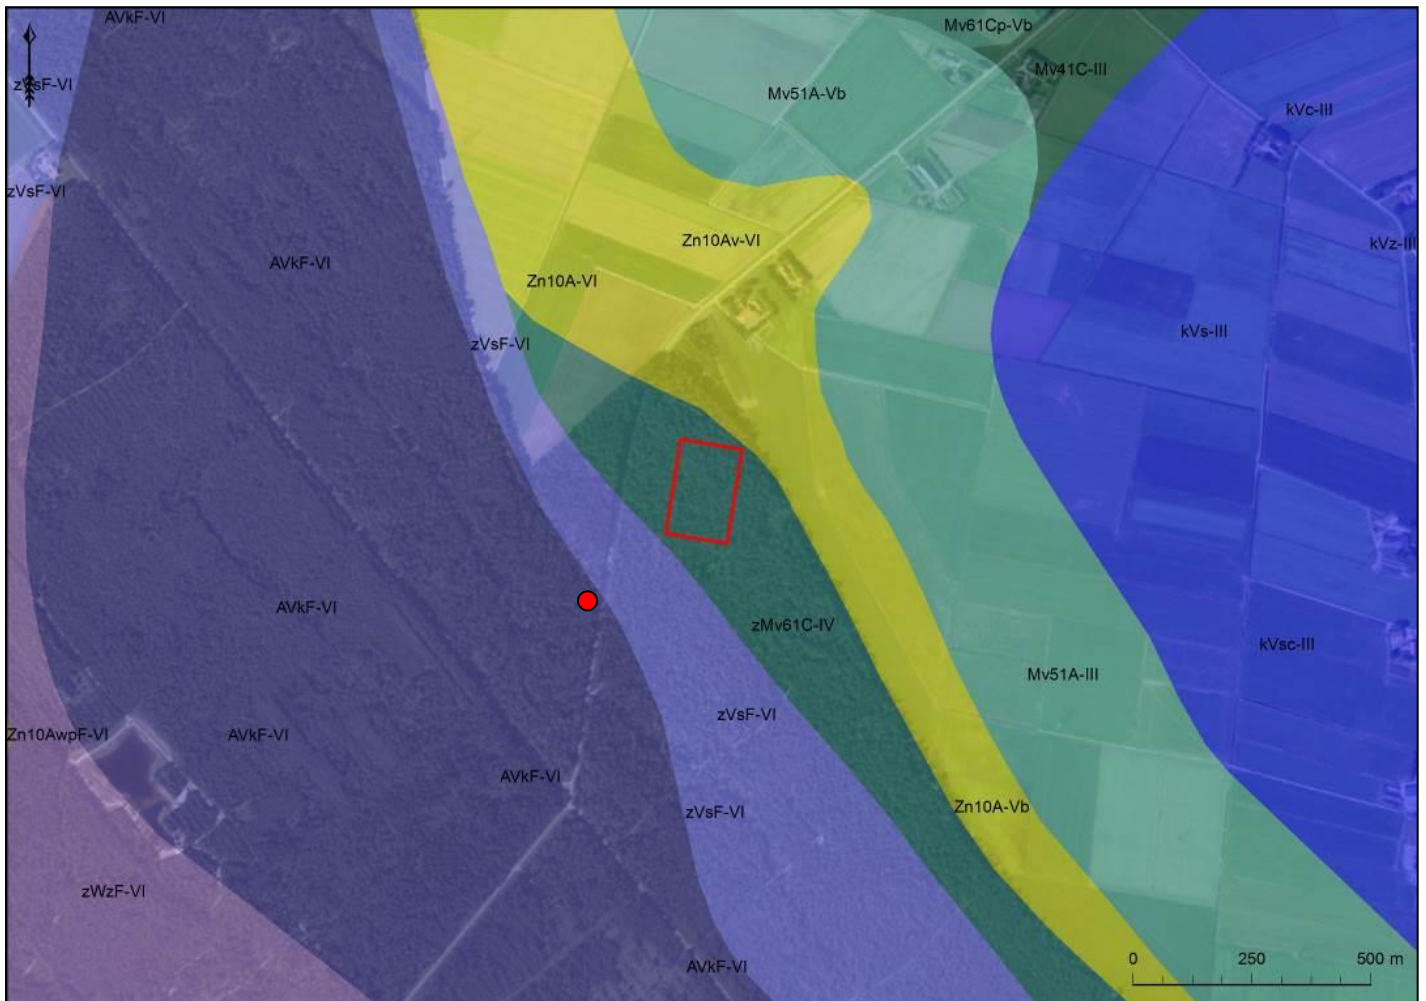 AVkF-VI
Mv61Cp-Vb
Mv41C-III
zVsF-VI
Mv51A-Vb
kVc-III
zVsF-VI
Zn10Av-VI
kVz-III
AVkF-VI
Zn10A-VI
kVs-III
zVsF-VI
AVkF-VI
zMv61C-IV
kVsc-III
Mv51A-III
zVsF-VI
Zn10AwpF-VI
AVkF-VI
AVkF-VI
Zn10A-Vb
zVsF-VI
zWzF-VI
0 250 500 m
AVkF-VI